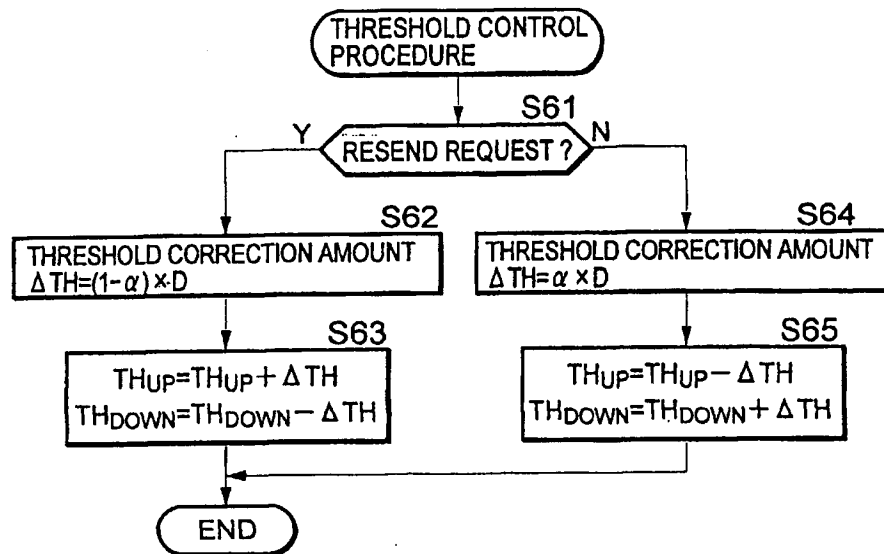 THRESHOLD CONTROL
PROCEDURE
S61
Y
N
RESEND REQUEST ?
S62
THRESHOLD CORRECTION AMOUNT
ΔTH=(1-α)×D
S63
THUP=THUP+ΔTH
THDOWN=THDOWN-ΔTH
S64
THRESHOLD CORRECTION AMOUNT
ΔTH=α×D
S65
THUP=THUP-ΔTH
THDOWN=THDOWN+ΔTH
END